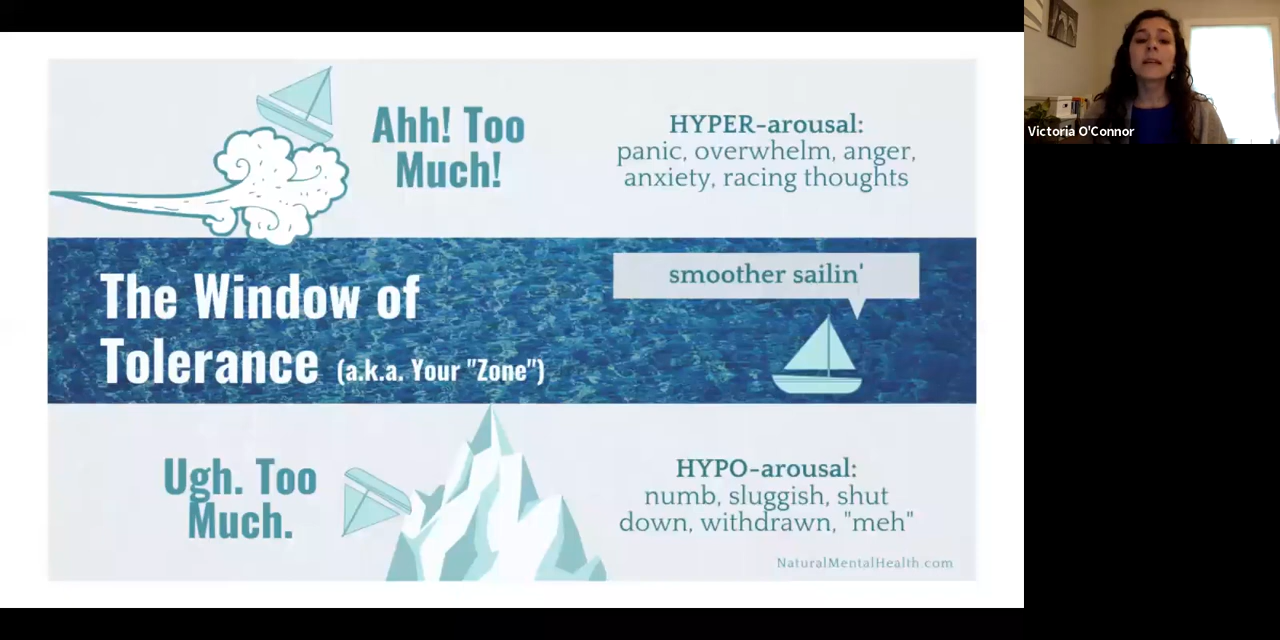 Ahh! Too
Much!
HYPER-arousal:
panic, overwhelm, anger,
anxiety, racing thoughts
The Window of
Tolerance (a.k.a. Your "Zone")
smoother sailin'
Ugh. Too
Much.
HYPO-arousal:
numb, sluggish, shut
down, withdrawn, "meh"
NaturalMentalHealth.com
Victoria O'Connor